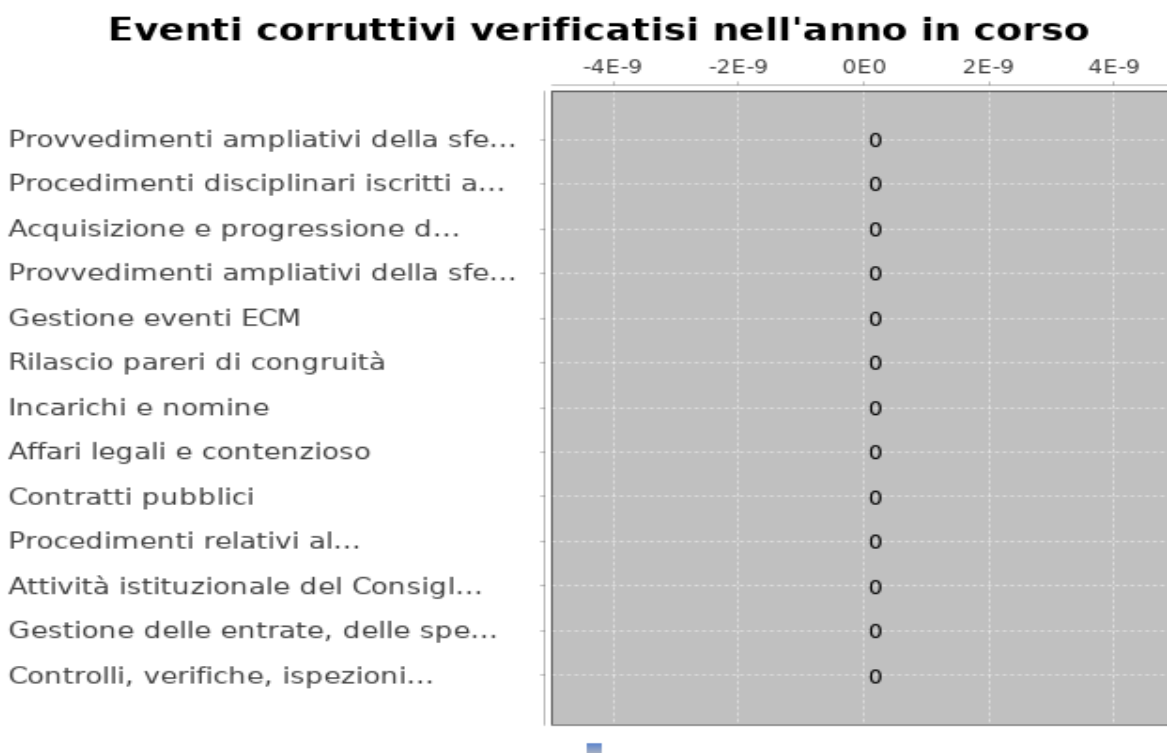 Eventi corruttivi verificatisi nell'anno in corso
-4E-9 -2E-9 0E0 2E-9 4E-9
Provvedimenti ampliativi della sfe... 0
Procedimenti disciplinari iscritti a... 0
Acquisizione e progressione d... 0
Provvedimenti ampliativi della sfe... 0
Gestione eventi ECM 0
Rilascio pareri di congruità 0
Incarichi e nomine 0
Affari legali e contenzioso 0
Contratti pubblici 0
Procedimenti relativi al... 0
Attività istituzionale del Consigl... 0
Gestione delle entrate, delle spe... 0
Controlli, verifiche, ispezioni... 0